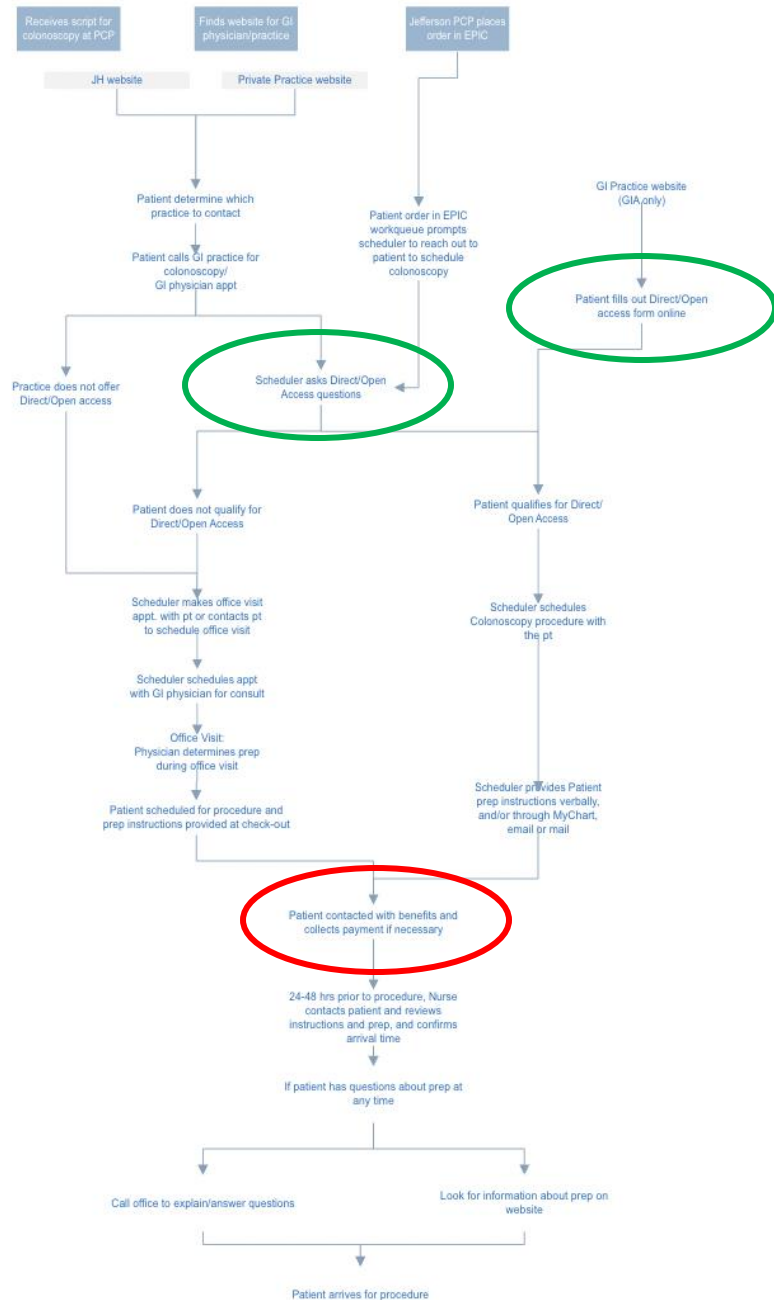 Receives script for
colonoscopy at PCP
Finds website for GI
physician/practice
Jefferson PCP places
order in EPIC
JH website
Private Practice website
Patient determine which
practice to contact
Patient order in EPIC
workqueue prompts
scheduler to reach out to
patient to schedule
colonoscopy
GI Practice website
(GIA only)
Patient calls GI practice for
colonoscopy/
GI physician appt
Patient fills out Direct/Open
access form online
Practice does not offer
Direct/Open access
Scheduler asks Direct/Open
Access questions
Patient does not qualify for
Direct/Open Access
Patient qualifies for Direct/
Open Access
Scheduler makes office visit
appt. with pt or contacts pt
to schedule office visit
Scheduler schedules
Colonoscopy procedure with
the pt
Scheduler schedules appt
with GI physician for consult
Office Visit:
Physician determines prep
during office visit
Patient scheduled for procedure and
prep instructions provided at check-out
Scheduler provides Patient
prep instructions verbally,
and/or through MyChart,
email or mail
Patient contacted with benefits and
collects payment if necessary
24-48 hrs prior to procedure, Nurse
contacts patient and reviews
instructions and prep, and confirms
arrival time
If patient has questions about prep at
any time
Call office to explain/answer questions
Look for information about prep on
website
Patient arrives for procedure